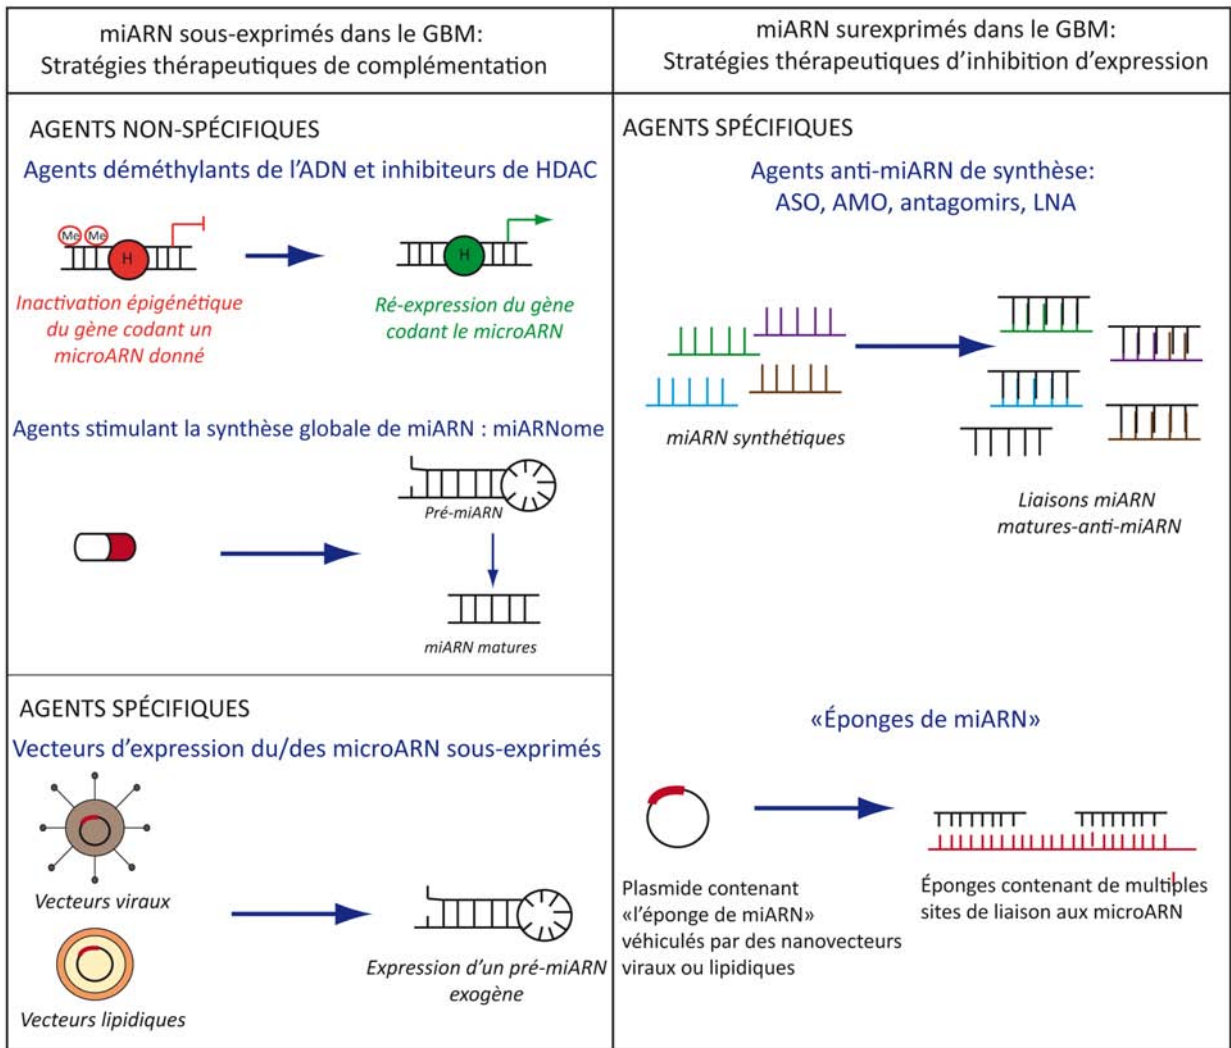 miARN sous-exprimés dans le GBM:
Stratégies thérapeutiques de complémentation
miARN surexprimés dans le GBM:
Stratégies thérapeutiques d'inhibition d'expression
AGENTS NON-SPÉCIFIQUES
Agents déméthylants de l'ADN et inhibiteurs de HDAC
Me Me
H
H
Inactivation épigénétique
du gène codant un
microARN donné
Ré-expression du gène
codant le microARN
Agents stimulant la synthèse globale de miARN : miARNome
Pré-miARN
miARN matures
AGENTS SPÉCIFIQUES
Vecteurs d'expression du/des microARN sous-exprimés
Vecteurs viraux
Vecteurs lipidiques
Expression d'un pré-miARN
exogène
AGENTS SPÉCIFIQUES
Agents anti-miARN de synthèse:
ASO, AMO, antagomirs, LNA
miARN synthétiques
Liaisons miARN
matures-anti-miARN
«Éponges de miARN»
Plasmide contenant
«l'éponge de miARN»
véhiculés par des nanovecteurs
viraux ou lipidiques
Éponges contenant de multiples
sites de liaison aux microARN